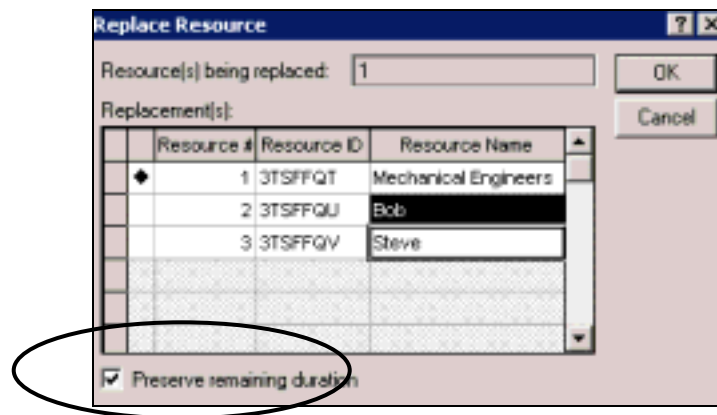 Replace Resource
Resource(s) being replaced: 1
OK
Replacement(s):
Cancel
Resource # Resource ID Resource Name
1 3TSFFQT Mechanical Engineers
2 3TSFFQU Bob
3 3TSFFQV Steve
Preserve remaining duration